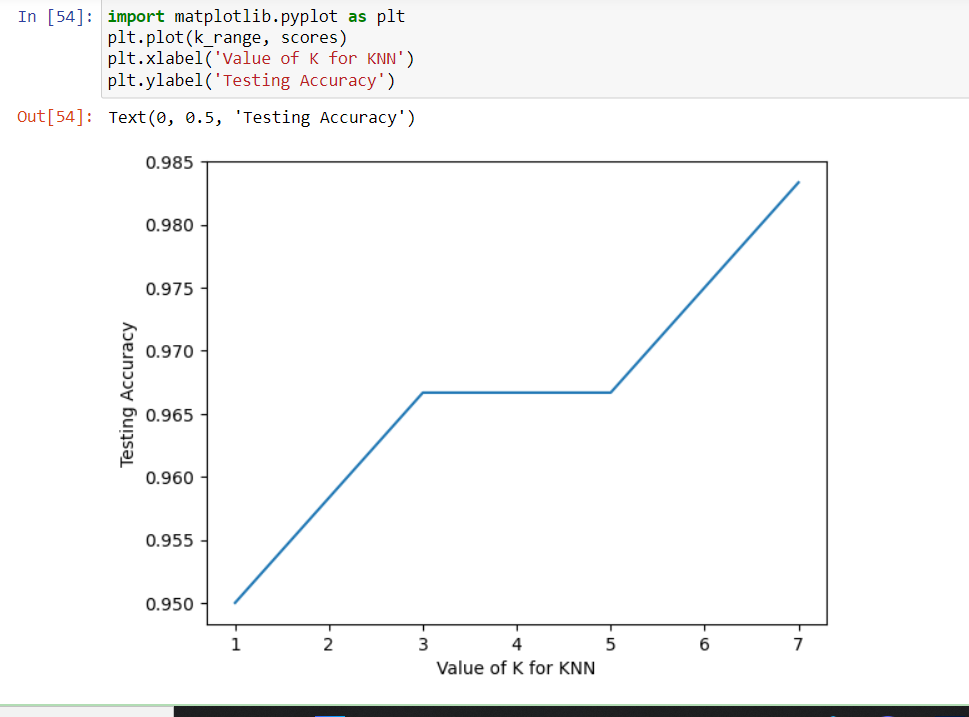 In [54]: import matplotlib.pyplot as plt
plt.plot(k_range, scores)
plt.xlabel('Value of K for KNN')
plt.ylabel('Testing Accuracy')
Out[54]: Text(0, 0.5, 'Testing Accuracy')
0.985
0.980
0.975
0.970
0.965
0.960
0.955
0.950
Testing Accuracy
1 2 3 4 5 6 7
Value of K for KNN